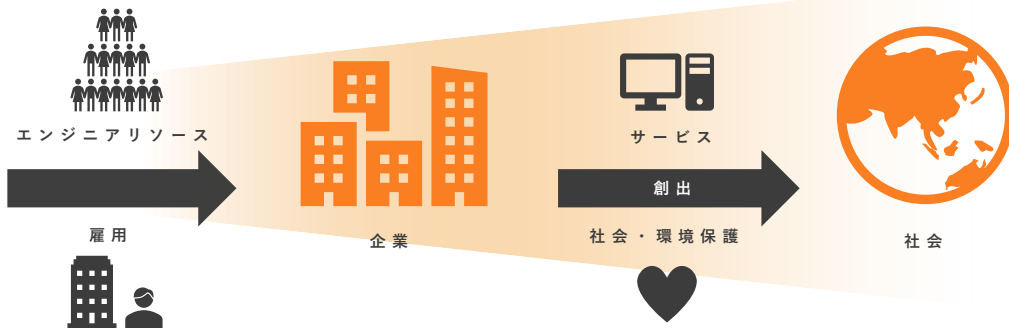 エンジニアリソース
サービス
創出
雇用
企業
社会・環境保護
社会